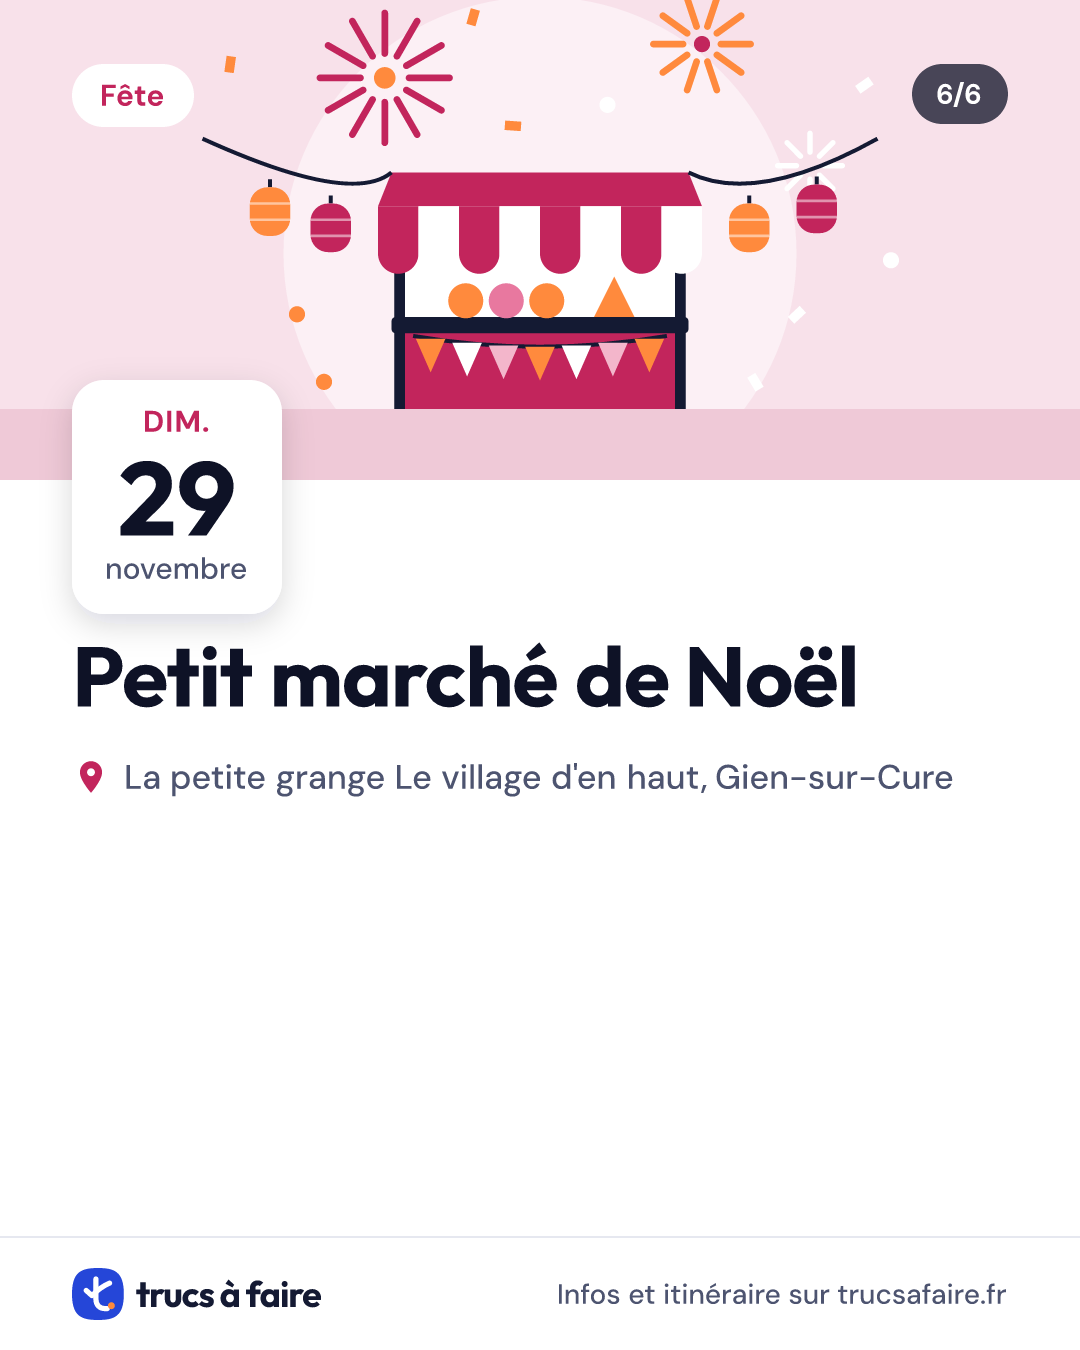 Fête
6/6
DIM.
29
novembre
Petit marché de Noël
La petite grange Le village d'en haut, Gien-sur-Cure
trucs à faire
Infos et itinéraire sur trucsafaire.fr